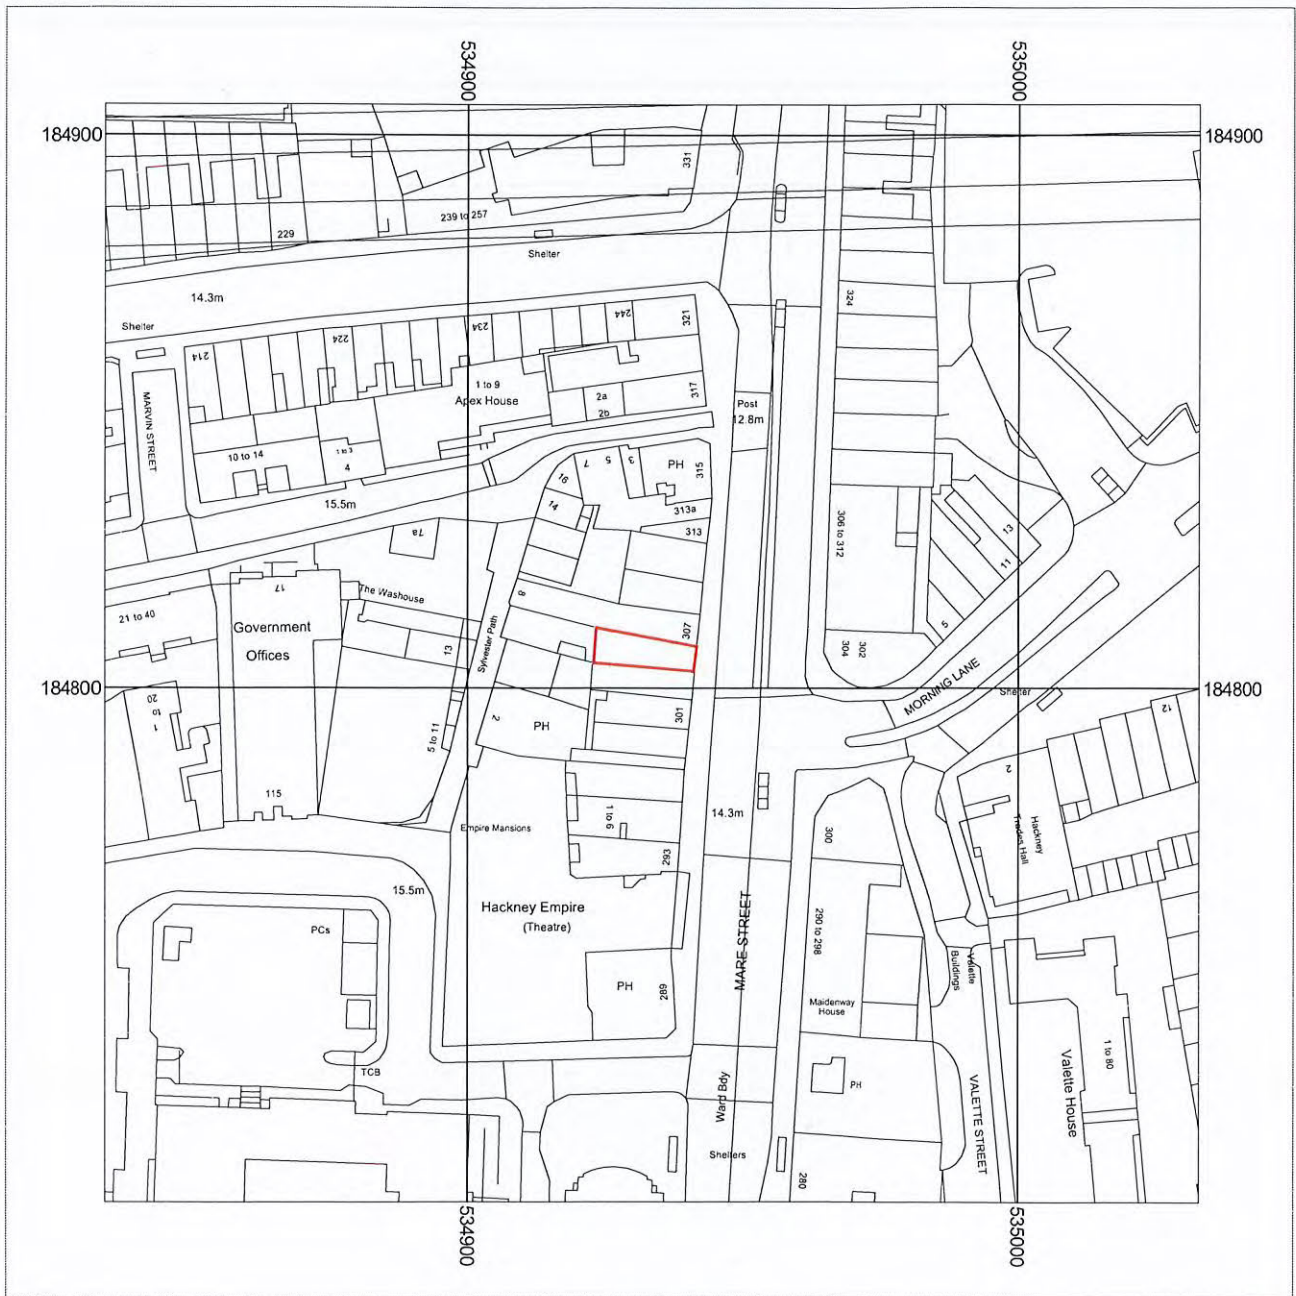 534900
535000
184900
184900
331
239 to 257
229
Shelter
14.3m
324
Shelter
244
321
234
224
214
1 to 9
Apex House
2a
2b
317
Post
12.8m
MARVIN STREET
10 to 14
1 to 3
4
7
5
3
PH
315
16
14
313a
313
15.5m
7a
306 to 312
13
11
5
17
The Washouse
21 to 40
Government
Offices
13
Sylvester Path
8
307
304
302
MORNING LANE
Shelter
184800
184800
1 to 20
5 to 11
2
PH
301
12
2
Hackney
Trades Hall
115
Empire Mansions
1 to 6
293
14.3m
300
15.5m
Hackney Empire
(Theatre)
MARE STREET
290 to 298
PCs
Valette
Buildings
PH
289
Maidenway
House
TCB
Ward Bdy
PH
VALETTE STREET
Valette House
1 to 80
Shelters
280
534900
535000